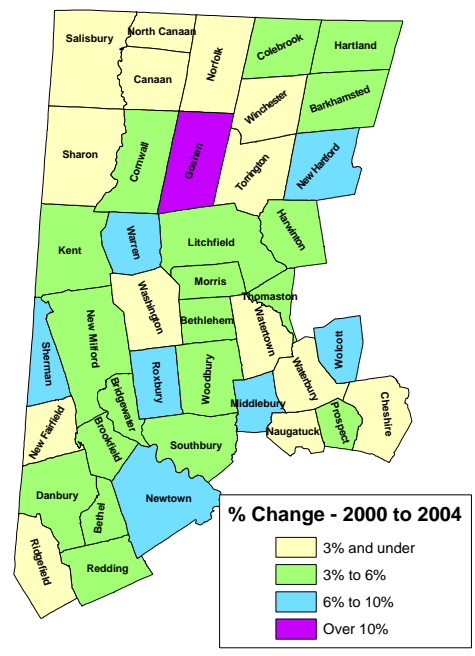 Salisbury
North Canaan
Canaan
Norfolk
Colebrook
Hartland
Winchester
Barkhamsted
Sharon
Cornwall
Goshen
Torrington
New Hartford
Kent
Warren
Litchfield
Harwinton
Morris
Thomaston
Washington
Bethlehem
Watertown
New Milford
Sherman
Roxbury
Woodbury
Wolcott
Waterbury
Bridgewater
Middlebury
Cheshire
New Fairfield
Brookfield
Southbury
Naugatuck
Prospect
Danbury
Bethel
Newtown
Ridgefield
Redding
% Change - 2000 to 2004
3% and under
3% to 6%
6% to 10%
Over 10%